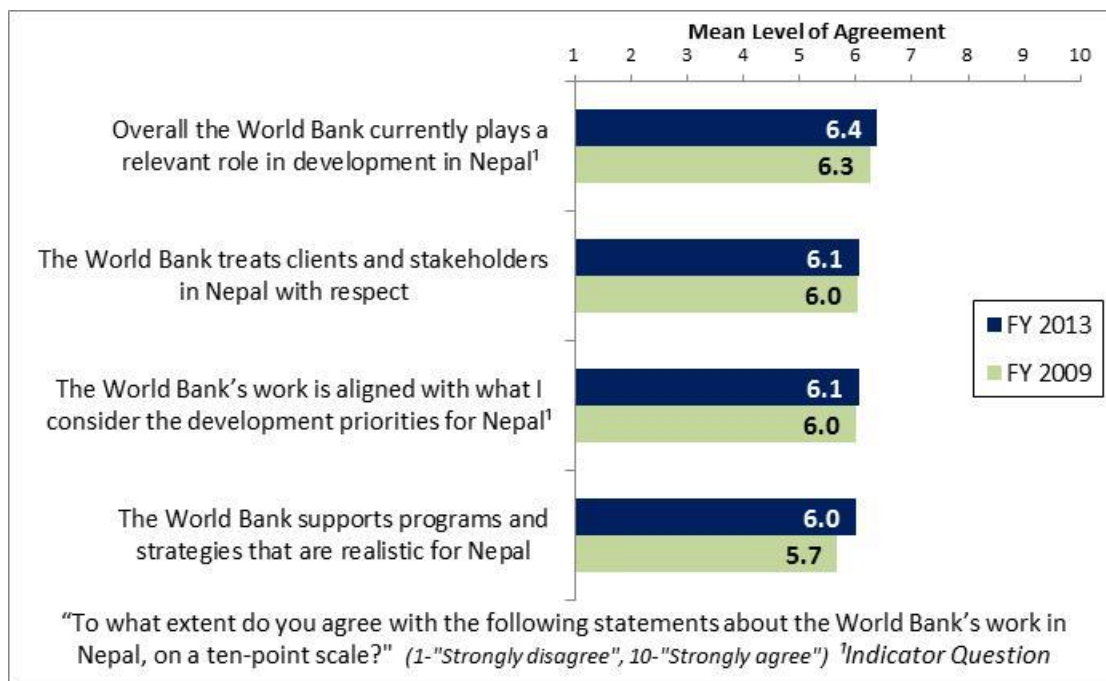 Mean Level of Agreement
1 2 3 4 5 6 7 8 9 10
Overall the World Bank currently plays a
relevant role in development in Nepal¹
6.4
6.3
The World Bank treats clients and stakeholders
in Nepal with respect
6.1
6.0
The World Bank’s work is aligned with what I
consider the development priorities for Nepal¹
6.1
6.0
The World Bank supports programs and
strategies that are realistic for Nepal
6.0
5.7
FY 2013
FY 2009
“To what extent do you agree with the following statements about the World Bank’s work in
Nepal, on a ten-point scale?" (1-"Strongly disagree", 10-"Strongly agree") ¹Indicator Question